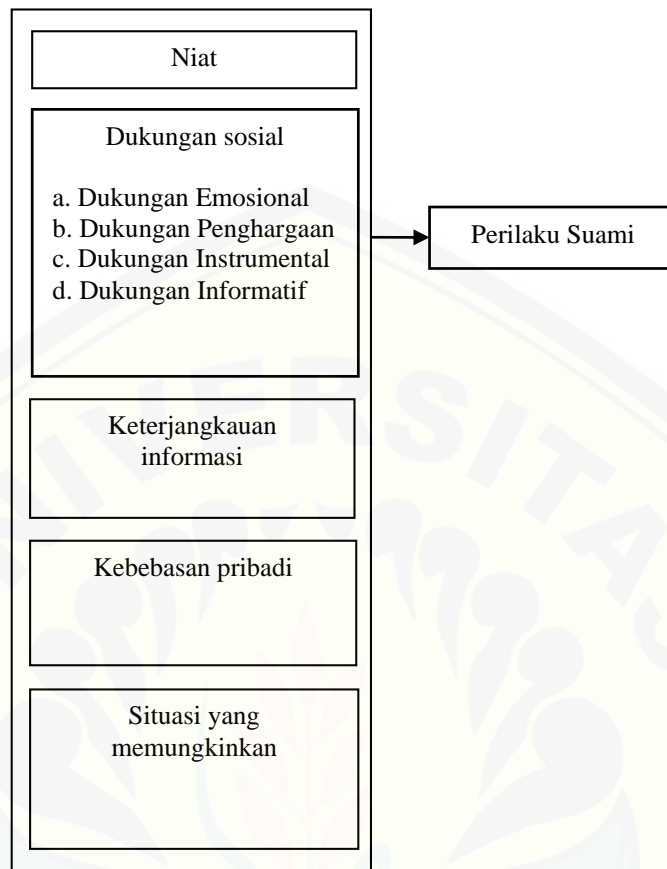 Niat
Dukungan sosial
a. Dukungan Emosional
b. Dukungan Penghargaan
c. Dukungan Instrumental
d. Dukungan Informatif
Perilaku Suami
Keterjangkauan
informasi
Kebebasan pribadi
Situasi yang
memungkinkan
UNIVERSITAS